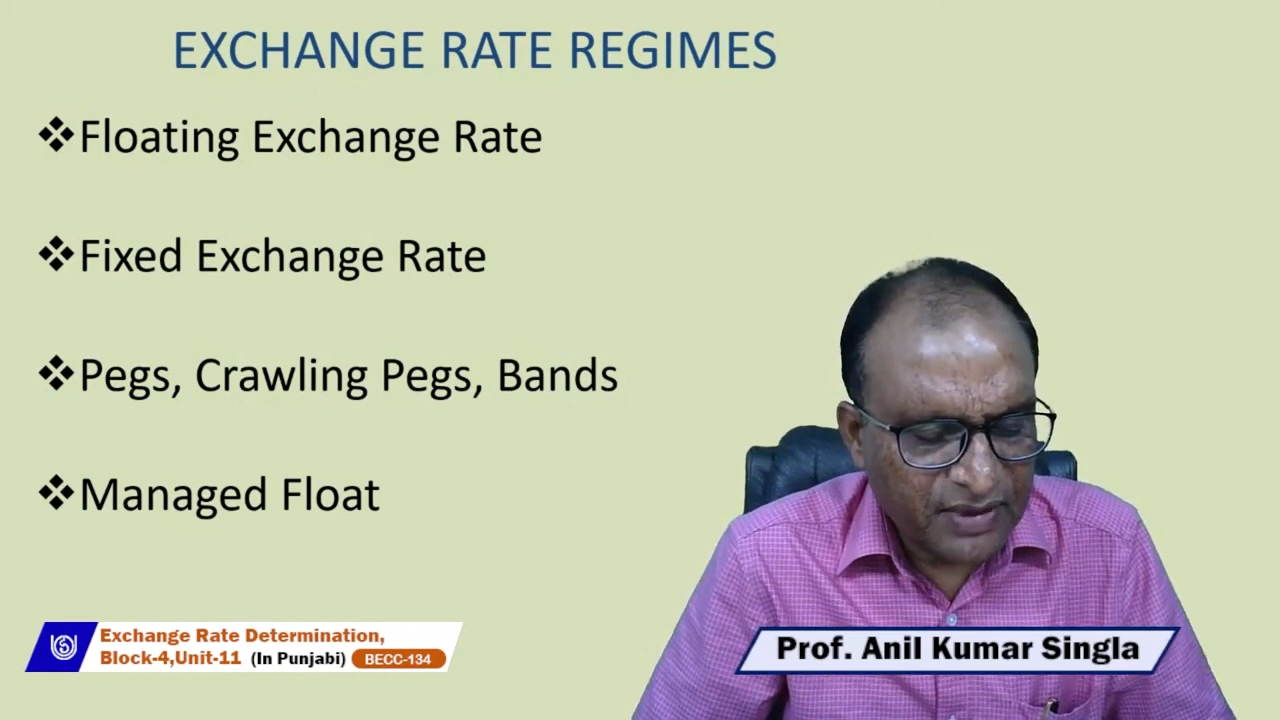 EXCHANGE RATE REGIMES
❖Floating Exchange Rate
❖Fixed Exchange Rate
❖Pegs, Crawling Pegs, Bands
❖Managed Float
Exchange Rate Determination,
Block-4,Unit-11 (In Punjabi) BECC-134
Prof. Anil Kumar Singla